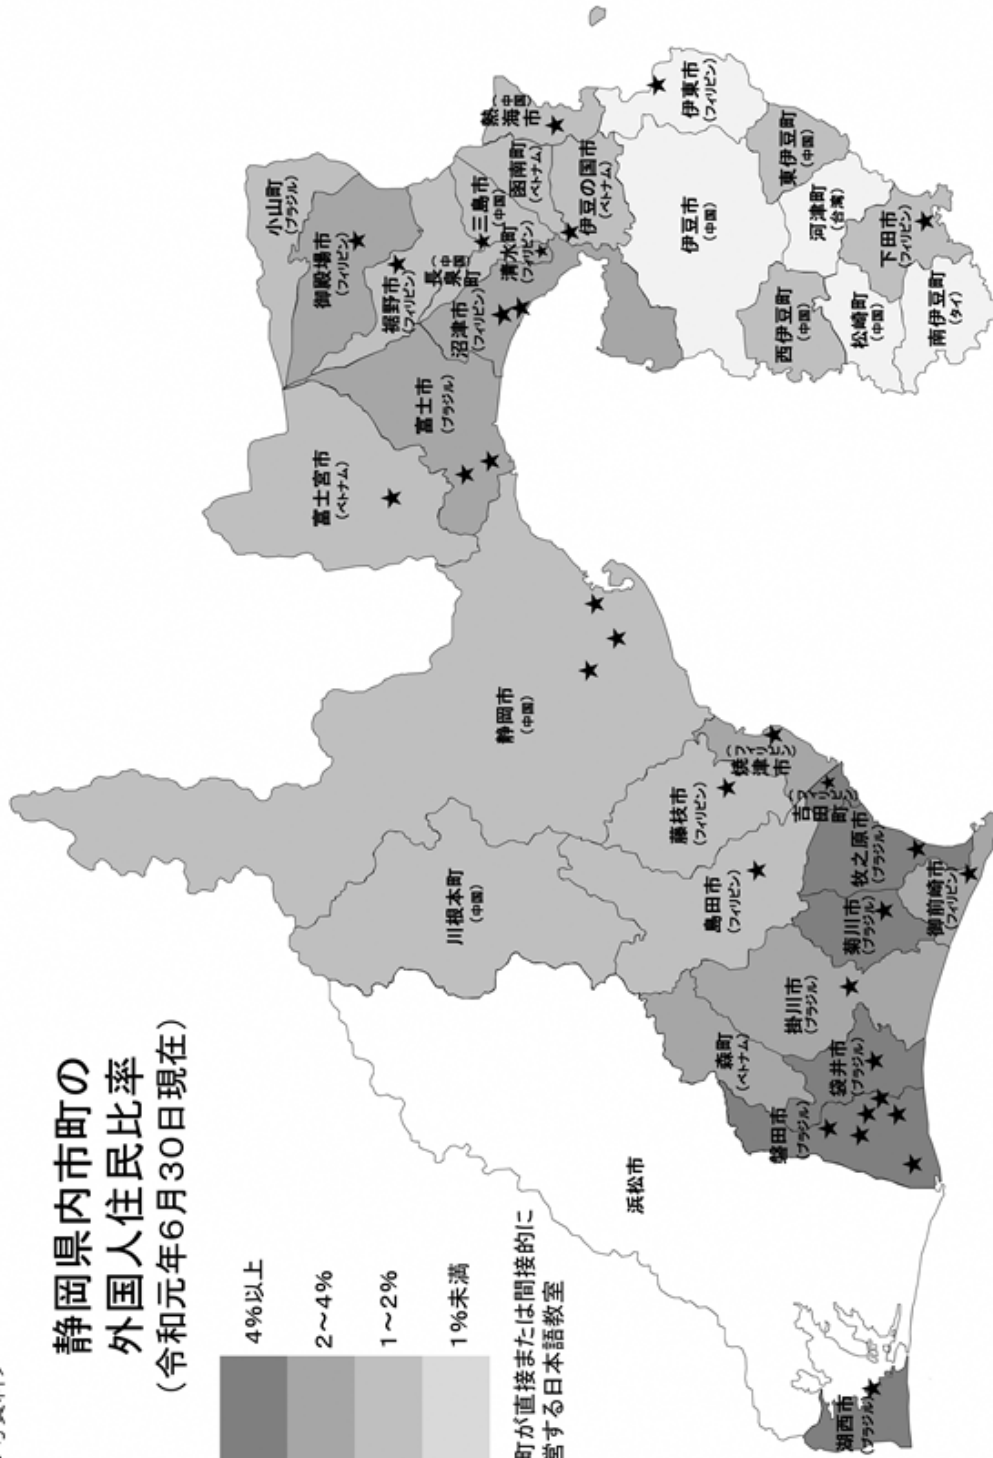 静岡県内市町の
外国人住民比率
(令和元年6月30日現在)
4%以上
2~4%
1~2%
1%未満
町が直接または間接的に
営する日本語教室
小山町
(ブラジル)
御殿場市
(フィリピン)
裾野市
(フィリピン)
長泉町
(中国)
三島市
(中国)
清水町
(フィリピン)
沼津市
(フィリピン)
函南町
(ベトナム)
熱海市
(中国)
伊豆の国市
(ベトナム)
伊東市
(フィリピン)
伊豆市
(中国)
東伊豆町
(中国)
河津町
(台湾)
下田市
(フィリピン)
西伊豆町
(中国)
松崎町
(中国)
南伊豆町
(タイ)
富士宮市
(ベトナム)
富士市
(ブラジル)
静岡市
(中国)
川根本町
(中国)
藤枝市
(フィリピン)
焼津市
(フィリピン)
島田市
(フィリピン)
吉田町
(フィリピン)
牧之原市
(ブラジル)
菊川市
(ブラジル)
御前崎市
(フィリピン)
掛川市
(ブラジル)
森町
(ベトナム)
袋井市
(ブラジル)
磐田市
(ブラジル)
浜松市
湖西市
(ブラジル)